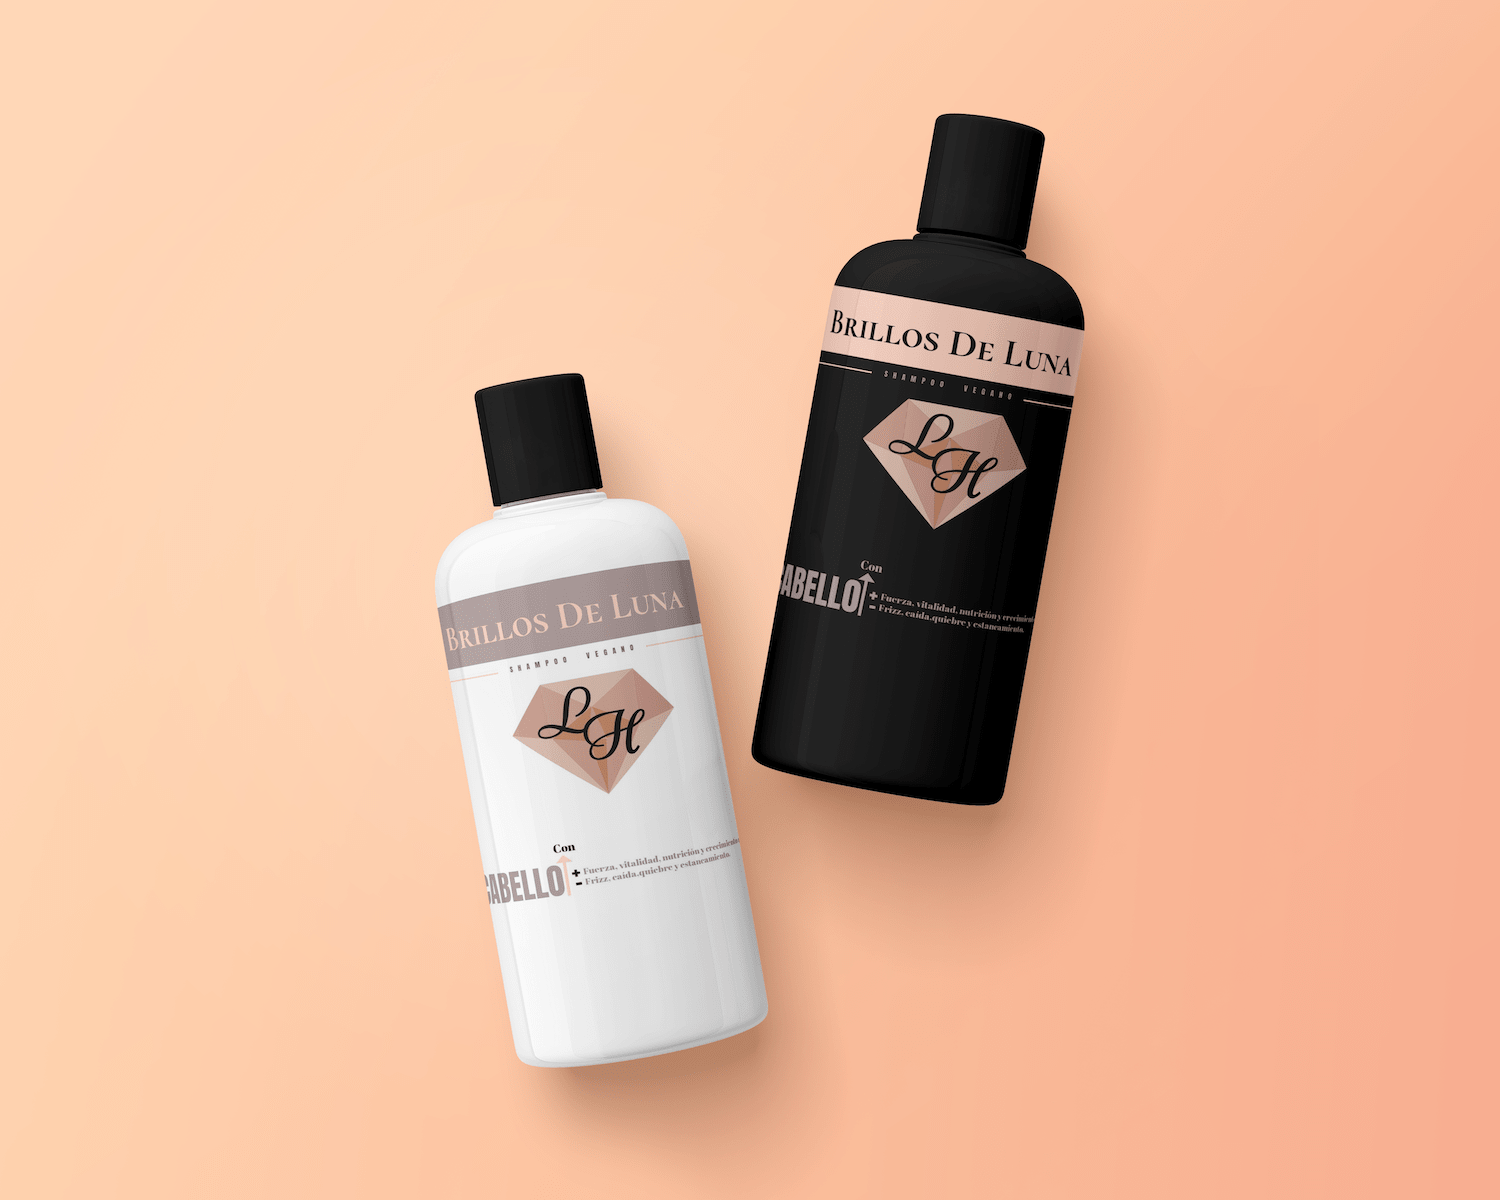 BRILLOS DE LUNA
SHAMPOO VEGANO
LH
Con
CABELLO
+ Fuerza, vitalidad, nutrición y crecimiento
- Frizz, caída,quiebre y estancamiento.
BRILLOS DE LUNA
SHAMPOO VEGANO
LH
Con
CABELLO
+ Fuerza, vitalidad, nutrición y crecimiento
- Frizz, caída,quiebre y estancamiento.